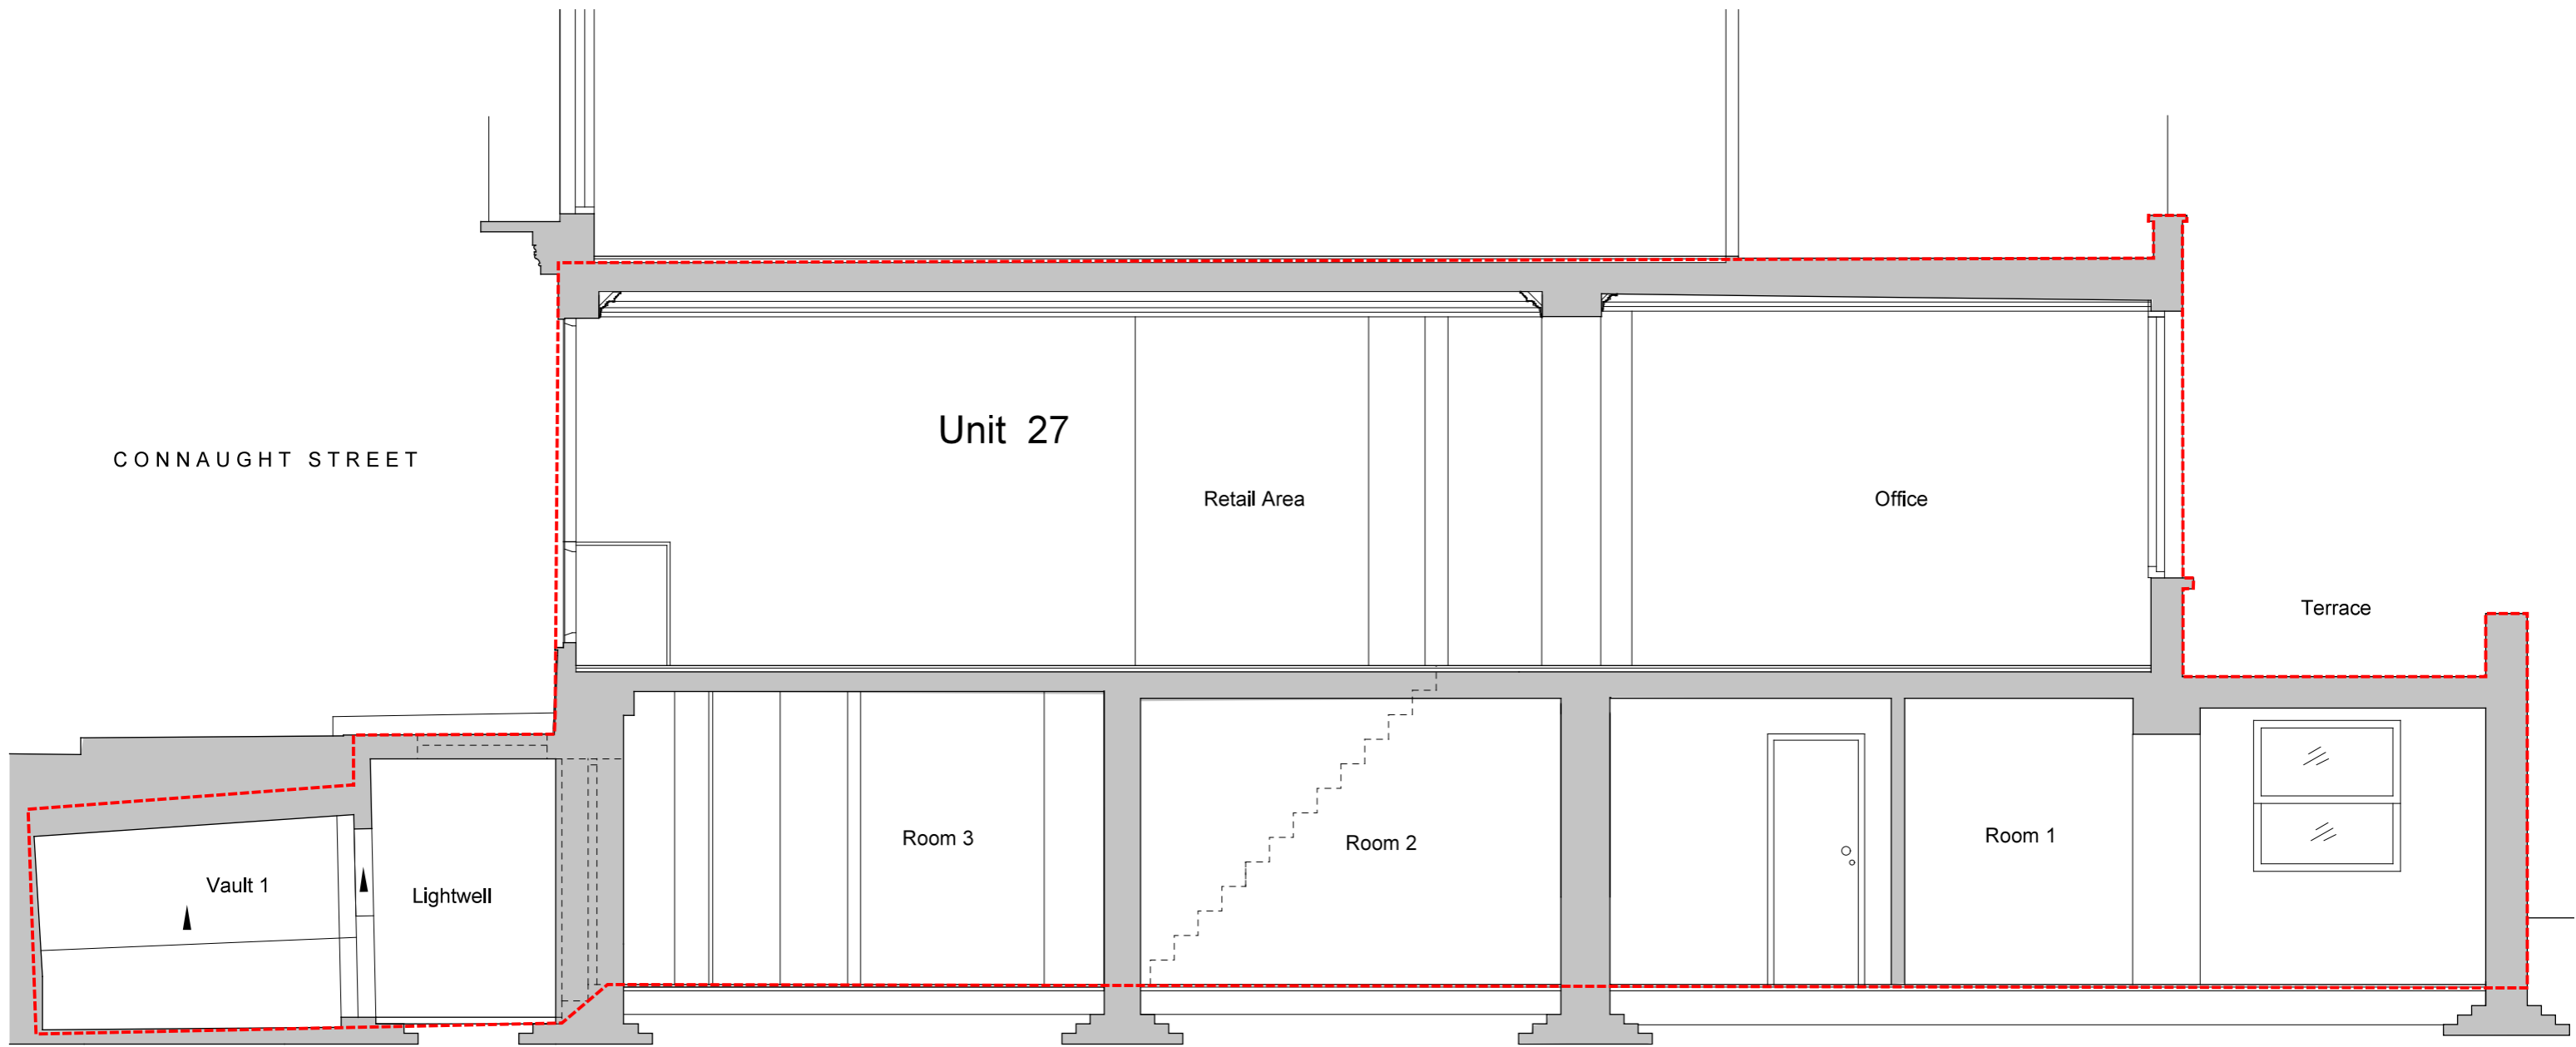 Unit 27
CONNAUGHT STREET
Retail Area
Office
Terrace
Room 3
Room 2
Room 1
Vault 1
Lightwell